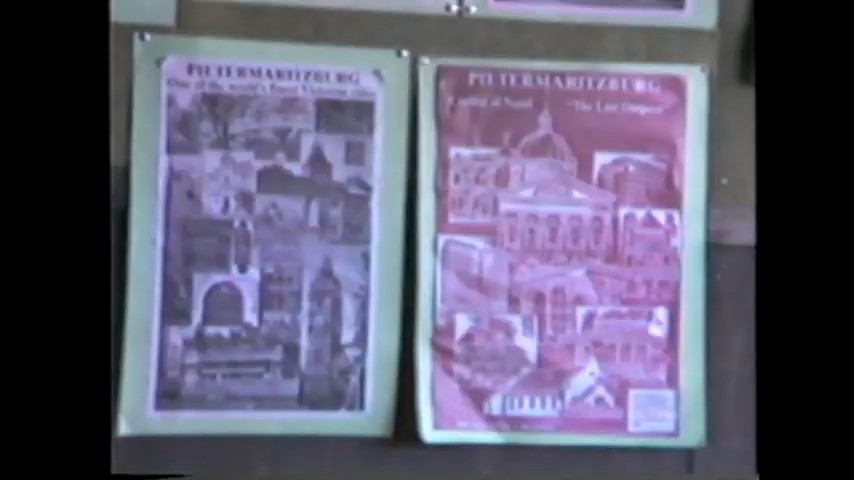 PIETERMARITZBURG
One of the world's finest Victorian cities
PIETERMARITZBURG
Capital of Natal "The Last Outpost"